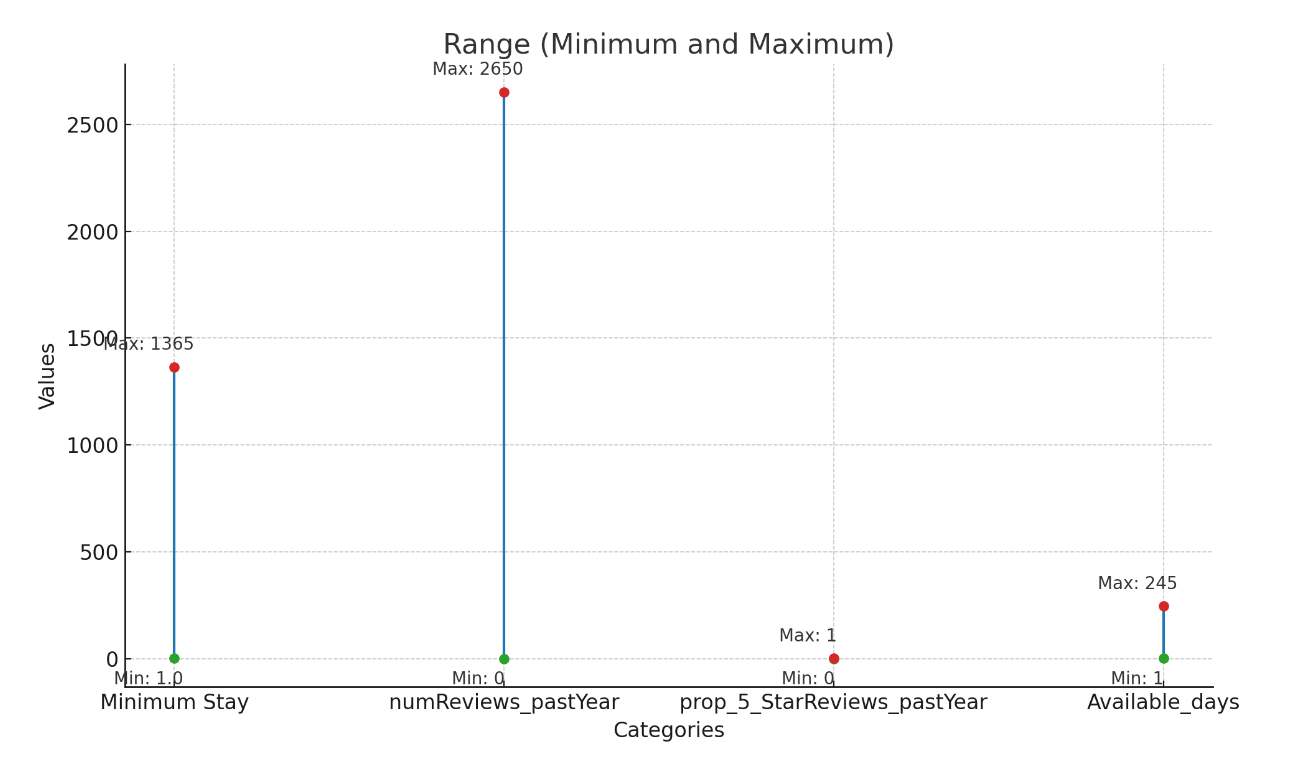 Range (Minimum and Maximum)
Max: 2650
2500
2000
1500
Max: 1365
1000
500
Max: 245
Max: 1
0
Min: 1.0
Min: 0
Min: 0
Min: 1
Minimum Stay
numReviews_pastYear
prop_5_StarReviews_pastYear
Available_days
Categories
Values